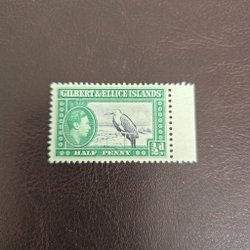 GILBERT & ELLICE ISLANDS
HALF PENNY
½d